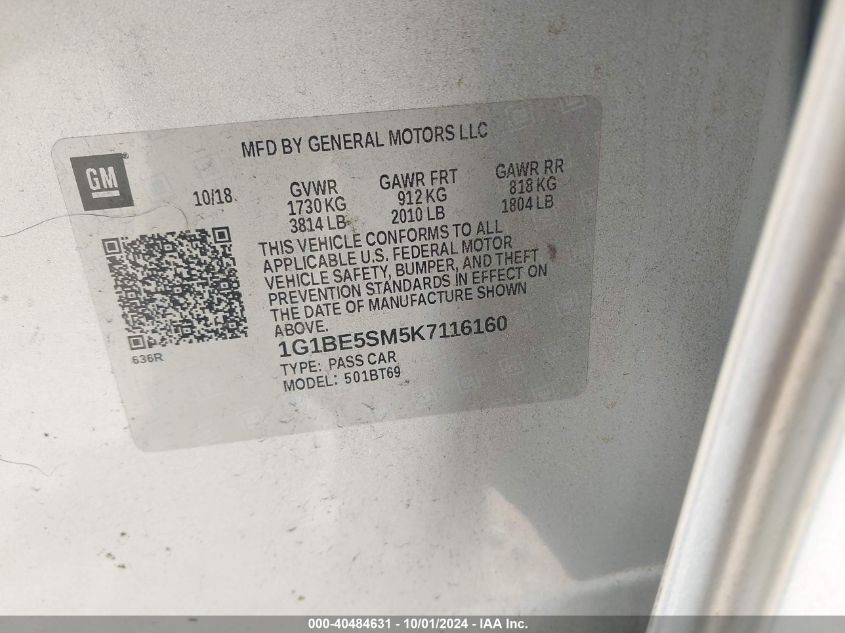 MFD BY GENERAL MOTORS LLC
GM
10/18
GVWR
1730 KG
3814 LB
GAWR FRT
912 KG
2010 LB
GAWR RR
818 KG
1804 LB
THIS VEHICLE CONFORMS TO ALL
APPLICABLE U.S. FEDERAL MOTOR
VEHICLE SAFETY, BUMPER, AND THEFT
PREVENTION STANDARDS IN EFFECT ON
THE DATE OF MANUFACTURE SHOWN
ABOVE.
1G1BE5SM5K7116160
TYPE: PASS CAR
MODEL: 501BT69
636R
000-40484631 - 10/01/2024 - IAA Inc.